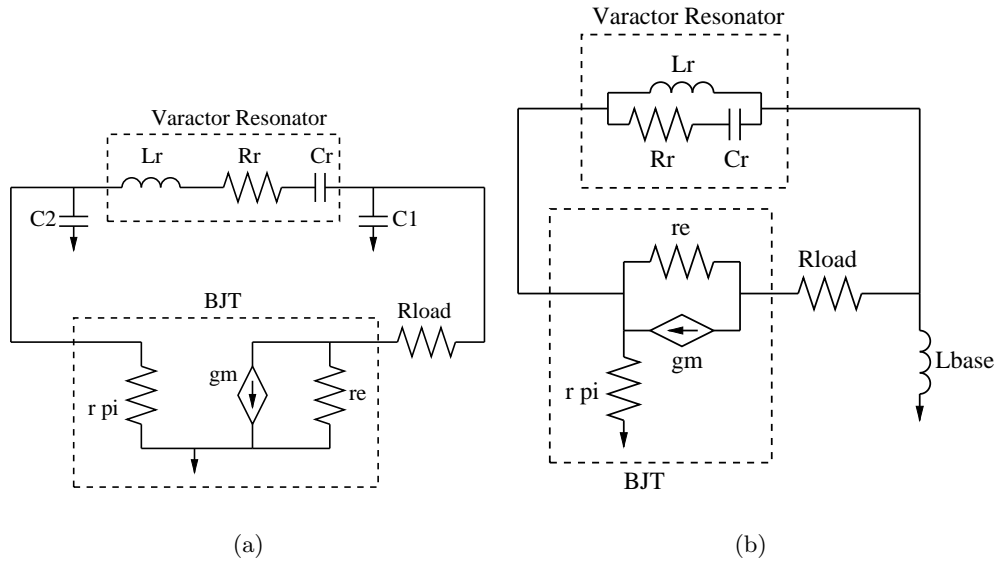 Varactor Resonator
Lr
Rr
Cr
C2
C1
BJT
Rload
r pi
gm
re
(a)
Varactor Resonator
Lr
Rr
Cr
re
Rload
gm
r pi
Lbase
BJT
(b)